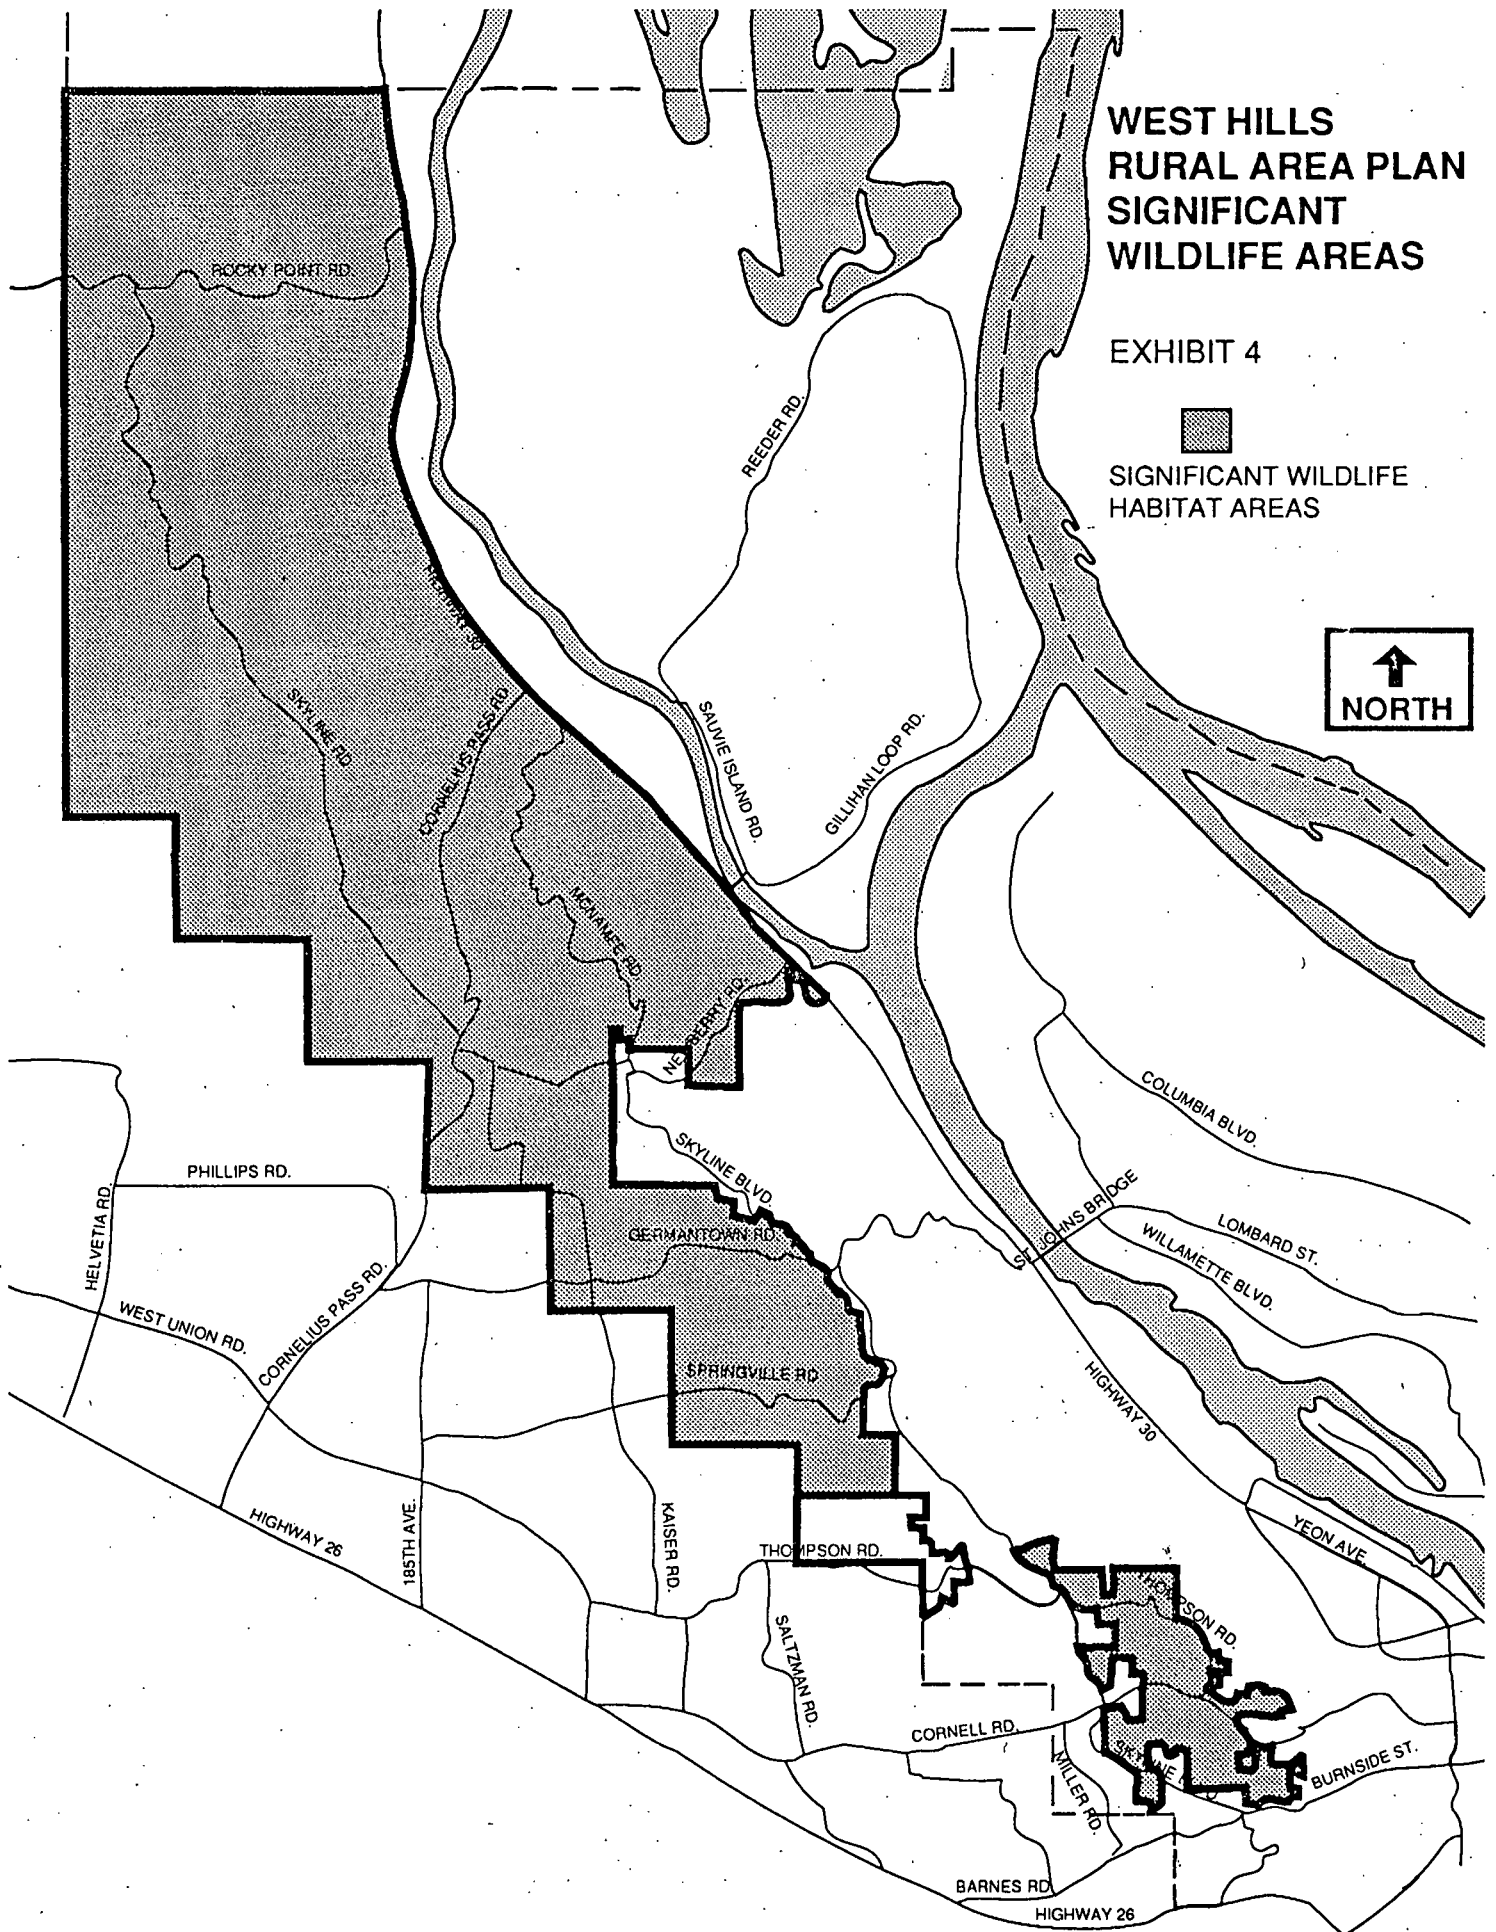 WEST HILLS
RURAL AREA PLAN
SIGNIFICANT
WILDLIFE AREAS
EXHIBIT 4
SIGNIFICANT WILDLIFE
HABITAT AREAS
NORTH
ROCKY POINT RD.
REEDER RD.
HIGHWAY 30
SKYLINE RD
CORNELIUS PASS RD
SAUVIE ISLAND RD.
GILLIHAN LOOP RD.
MCNAMEE RD
NEWBERRY RD.
COLUMBIA BLVD.
SKYLINE BLVD.
PHILLIPS RD.
HELVETIA RD.
ST. JOHNS BRIDGE
LOMBARD ST.
WILLAMETTE BLVD.
GERMANTOWN RD.
WEST UNION RD.
CORNELIUS PASS RD.
SPRINGVILLE RD
HIGHWAY 30
HIGHWAY 26
185TH AVE.
KAISER RD.
THOMPSON RD.
YEON AVE.
THOMPSON RD.
SALTZMAN RD.
CORNELL RD.
MILLER RD.
BURNSIDE ST.
BARNES RD
HIGHWAY 26